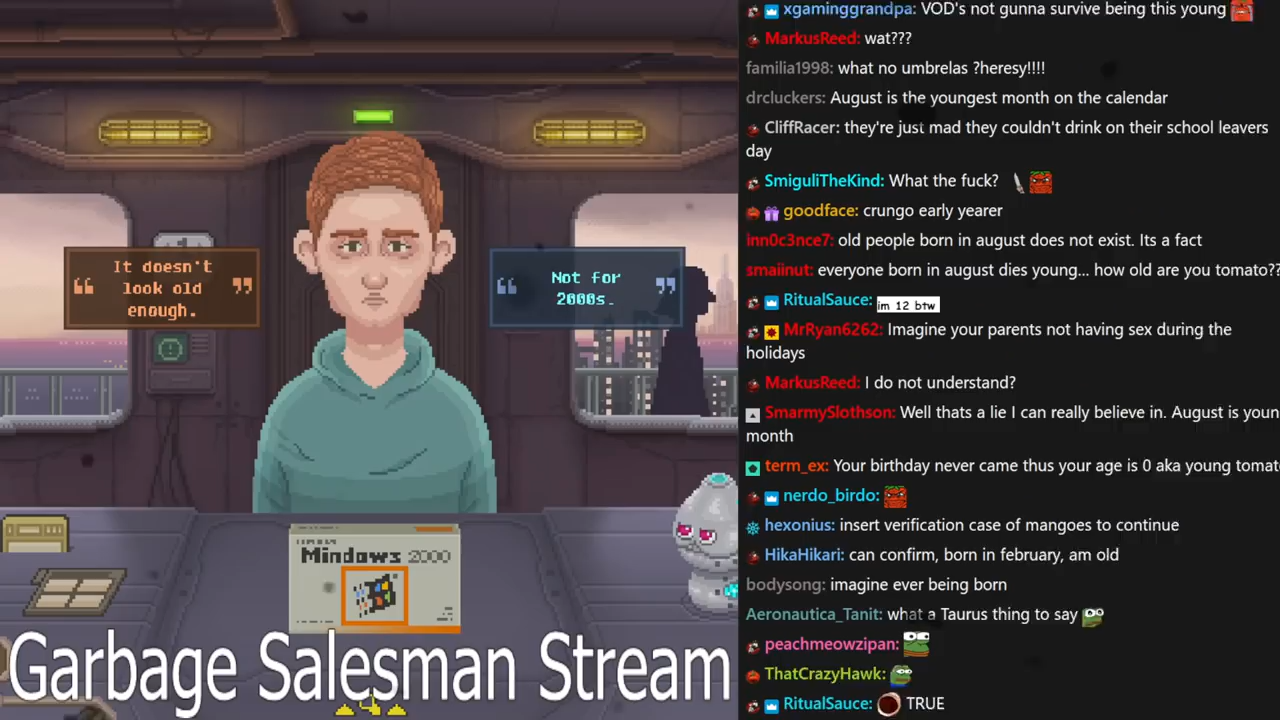 It doesn't
look old
enough.
Not for
2000s.
Mindows 2000
Garbage Salesman Stream
xgaminggrandpa: VOD's not gunna survive being this young
MarkusReed: wat???
familia1998: what no umbrelas ?heresy!!!!
drcluckers: August is the youngest month on the calendar
CliffRacer: they're just mad they couldn't drink on their school leavers
day
SmiguliTheKind: What the fuck?
goodface: crungo early yearer
inn0c3nce7: old people born in august does not exist. Its a fact
smaiinut: everyone born in august dies young... how old are you tomato??
RitualSauce: im 12 btw
MrRyan6262: Imagine your parents not having sex during the
holidays
MarkusReed: I do not understand?
SmarmySlothson: Well thats a lie I can really believe in. August is youn
month
term_ex: Your birthday never came thus your age is 0 aka young tomat
nerdo_birdo:
hexonius: insert verification case of mangoes to continue
HikaHikari: can confirm, born in february, am old
bodysong: imagine ever being born
Aeronautica_Tanit: what a Taurus thing to say
peachmeowzipan:
ThatCrazyHawk:
RitualSauce: TRUE